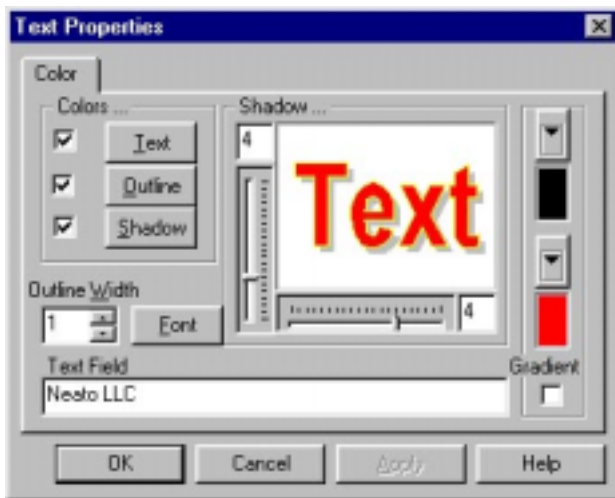 Text Properties
Color
Colors ...
Text
Outline
Shadow
Shadow ...
4
Text
4
Outline Width
1
Font
Text Field
Neato LLC
Gradient
OK
Cancel
Apply
Help